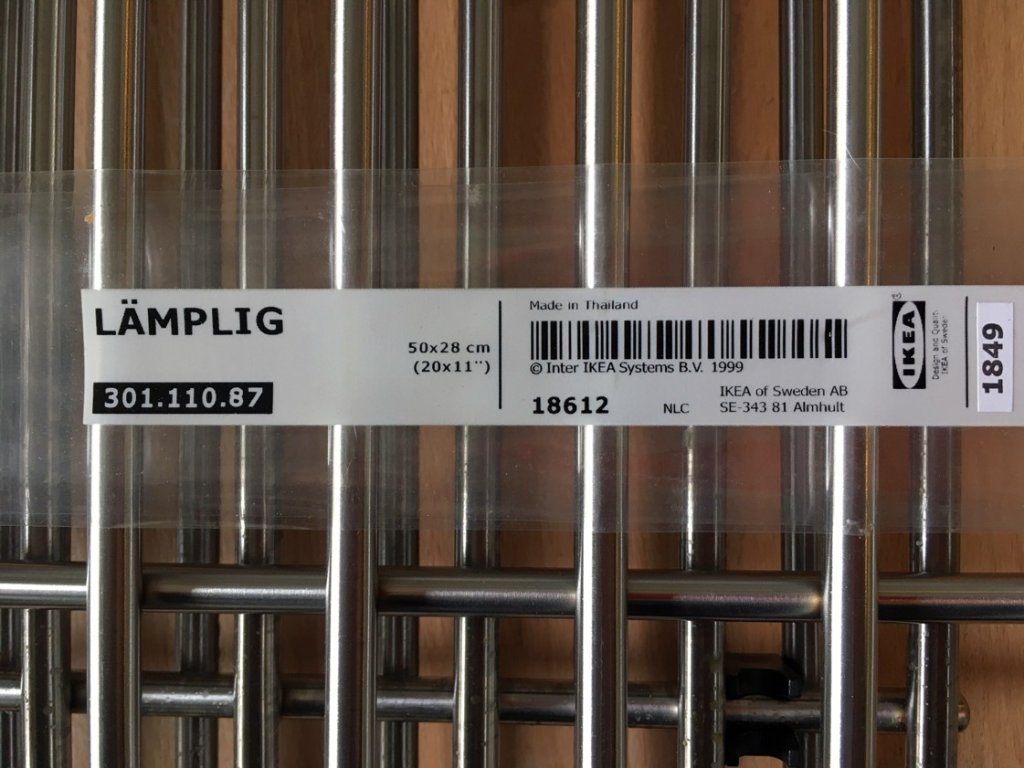 LÄMPLIG
50x28 cm
(20x11")
301.110.87
Made in Thailand
© Inter IKEA Systems B.V. 1999
18612
NLC
IKEA of Sweden AB
SE-343 81 Älmhult
IKEA
Design and Quality
IKEA of Sweden
1849